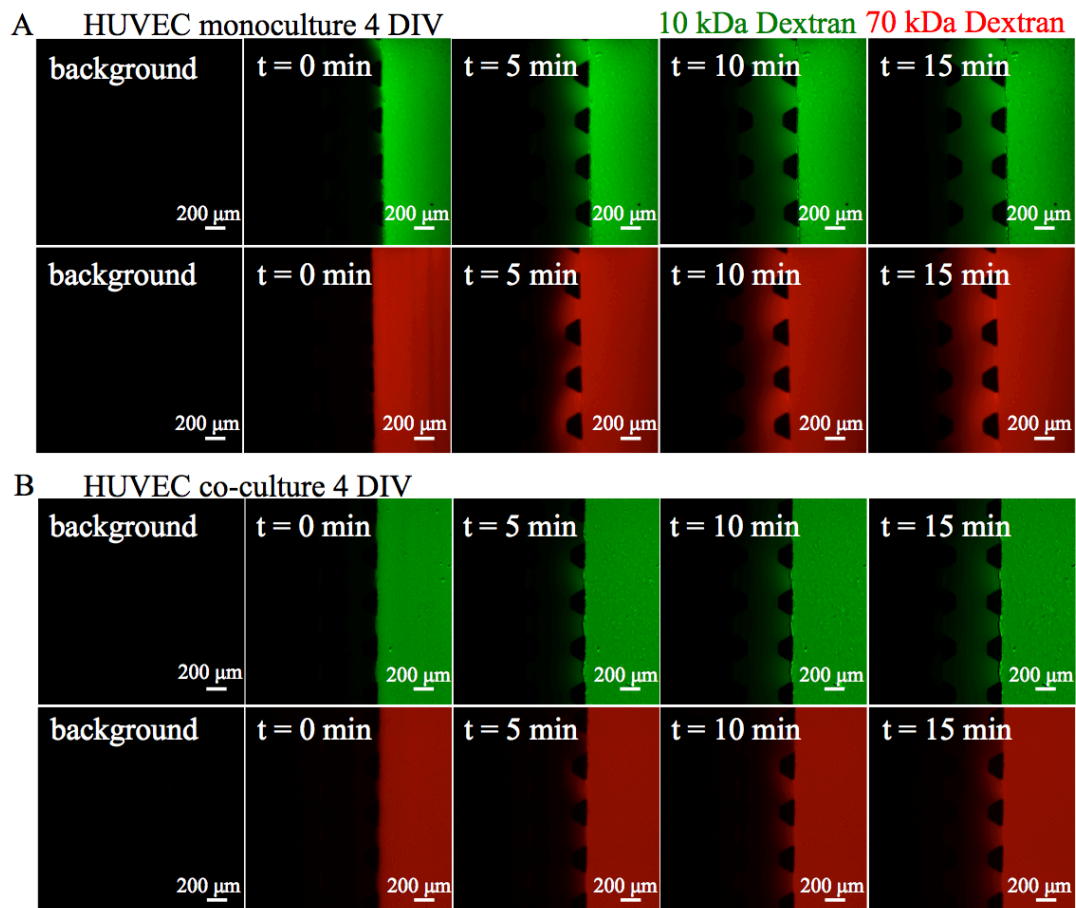 A HUVEC monoculture 4 DIV 10 kDa Dextran 70 kDa Dextran
background t = 0 min t = 5 min t = 10 min t = 15 min
200 μm 200 μm 200 μm 200 μm 200 μm
background t = 0 min t = 5 min t = 10 min t = 15 min
200 μm 200 μm 200 μm 200 μm 200 μm
B HUVEC co-culture 4 DIV
background t = 0 min t = 5 min t = 10 min t = 15 min
200 μm 200 μm 200 μm 200 μm 200 μm
background t = 0 min t = 5 min t = 10 min t = 15 min
200 μm 200 μm 200 μm 200 μm 200 μm